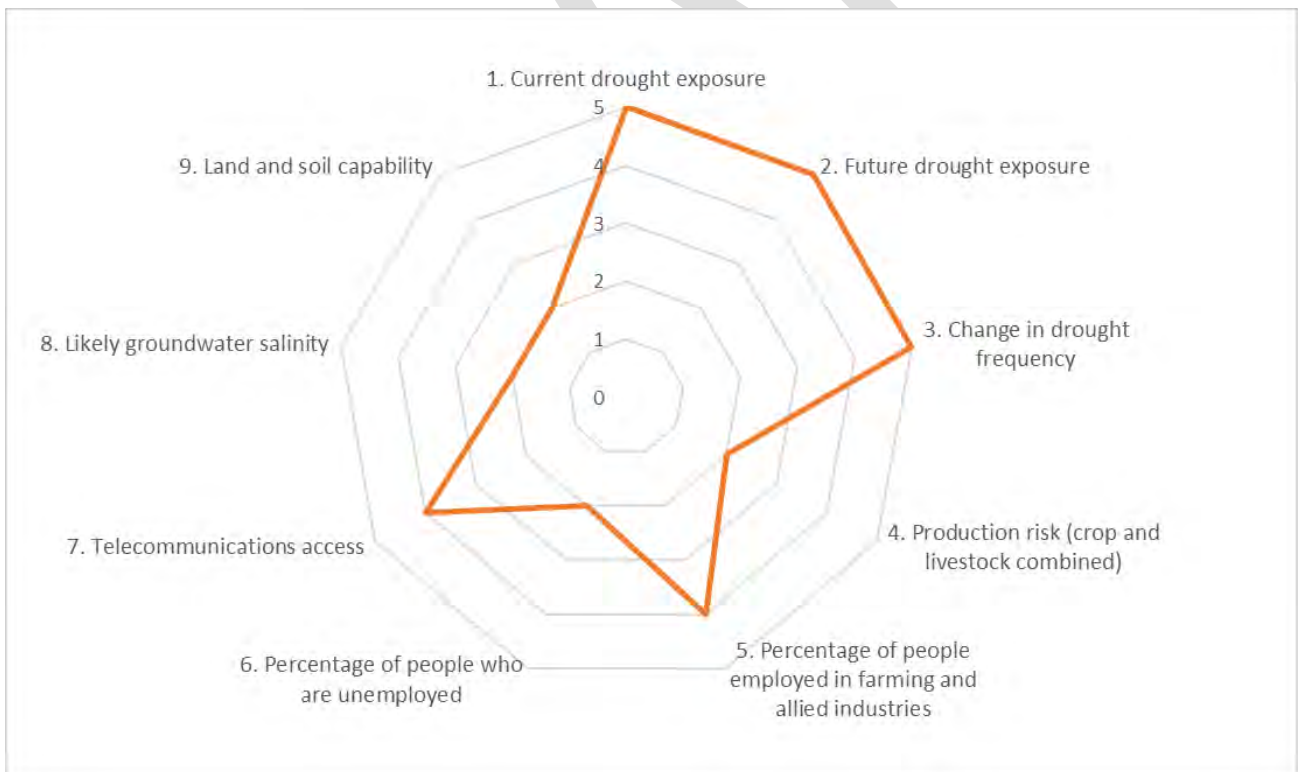 1. Current drought exposure
5
4
3
2
1
0
2. Future drought exposure
3. Change in drought
frequency
4. Production risk (crop and
livestock combined)
5. Percentage of people
employed in farming and
allied industries
6. Percentage of people who
are unemployed
7. Telecommunications access
8. Likely groundwater salinity
9. Land and soil capability